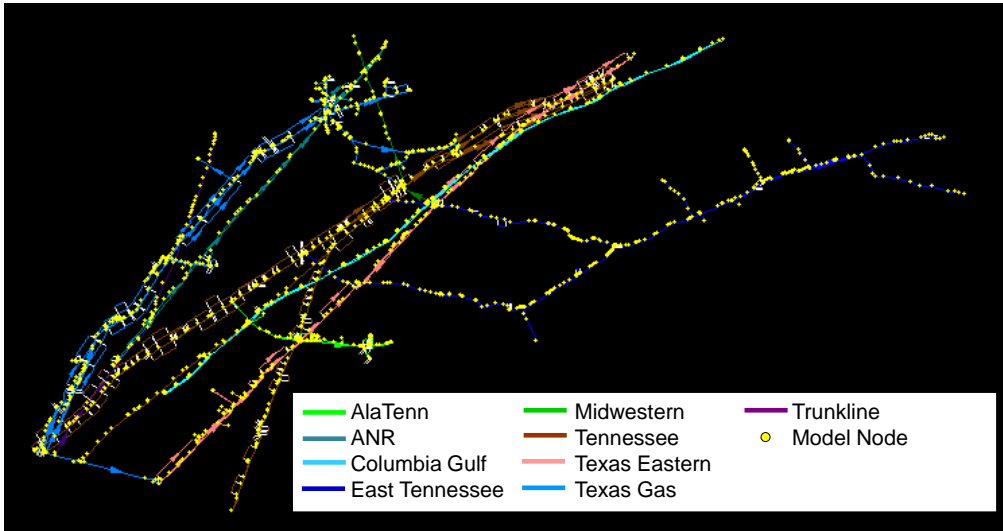 AlaTenn
ANR
Columbia Gulf
East Tennessee
Midwestern
Tennessee
Texas Eastern
Texas Gas
Trunkline
Model Node